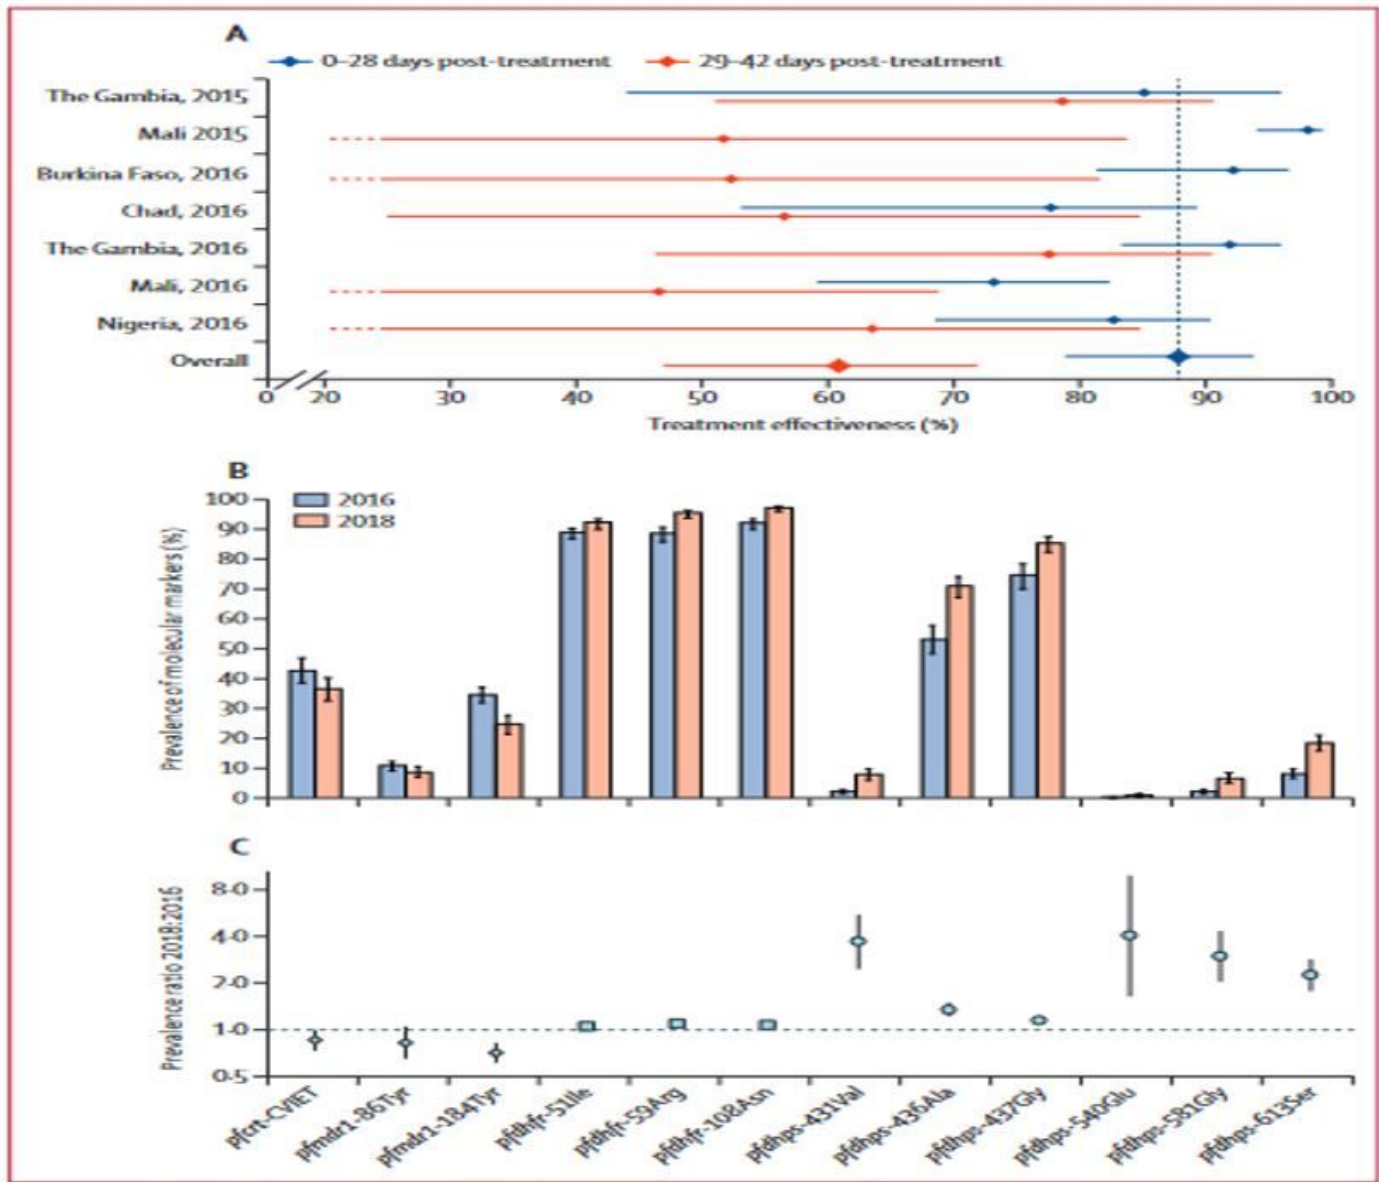 A
0–28 days post-treatment 29–42 days post-treatment
The Gambia, 2015
Mali 2015
Burkina Faso, 2016
Chad, 2016
The Gambia, 2016
Mali, 2016
Nigeria, 2016
Overall
0 20 30 40 50 60 70 80 90 100
Treatment effectiveness (%)
B
2016
2018
Prevalence of molecular markers (%)
100
90
80
70
60
50
40
30
20
10
0
C
Prevalence ratio 2018:2016
8·0
4·0
2·0
1·0
0·5
pfcrt-CVIET
pfmdr1-86Tyr
pfmdr1-184Tyr
pfdhfr-51Ile
pfdhfr-59Arg
pfdhfr-108Asn
pfdhps-431Val
pfdhps-436Ala
pfdhps-437Gly
pfdhps-540Glu
pfdhps-581Gly
pfdhps-613Ser